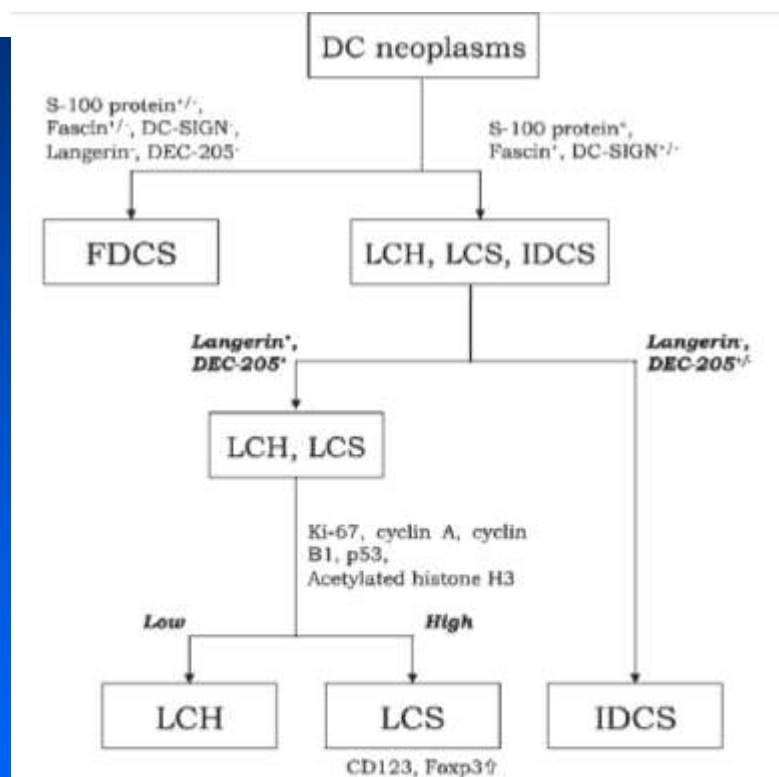 DC neoplasms
S-100 protein⁺/⁻,
Fascin⁺/⁻, DC-SIGN⁻,
Langerin⁻, DEC-205⁻
S-100 protein⁺,
Fascin⁺, DC-SIGN⁺/⁻
FDCS
LCH, LCS, IDCS
Langerin⁺,
DEC-205⁺
Langerin⁻,
DEC-205⁺/⁻
LCH, LCS
Ki-67, cyclin A, cyclin
B1, p53,
Acetylated histone H3
Low
High
LCH
LCS
IDCS
CD123, Foxp3⇧